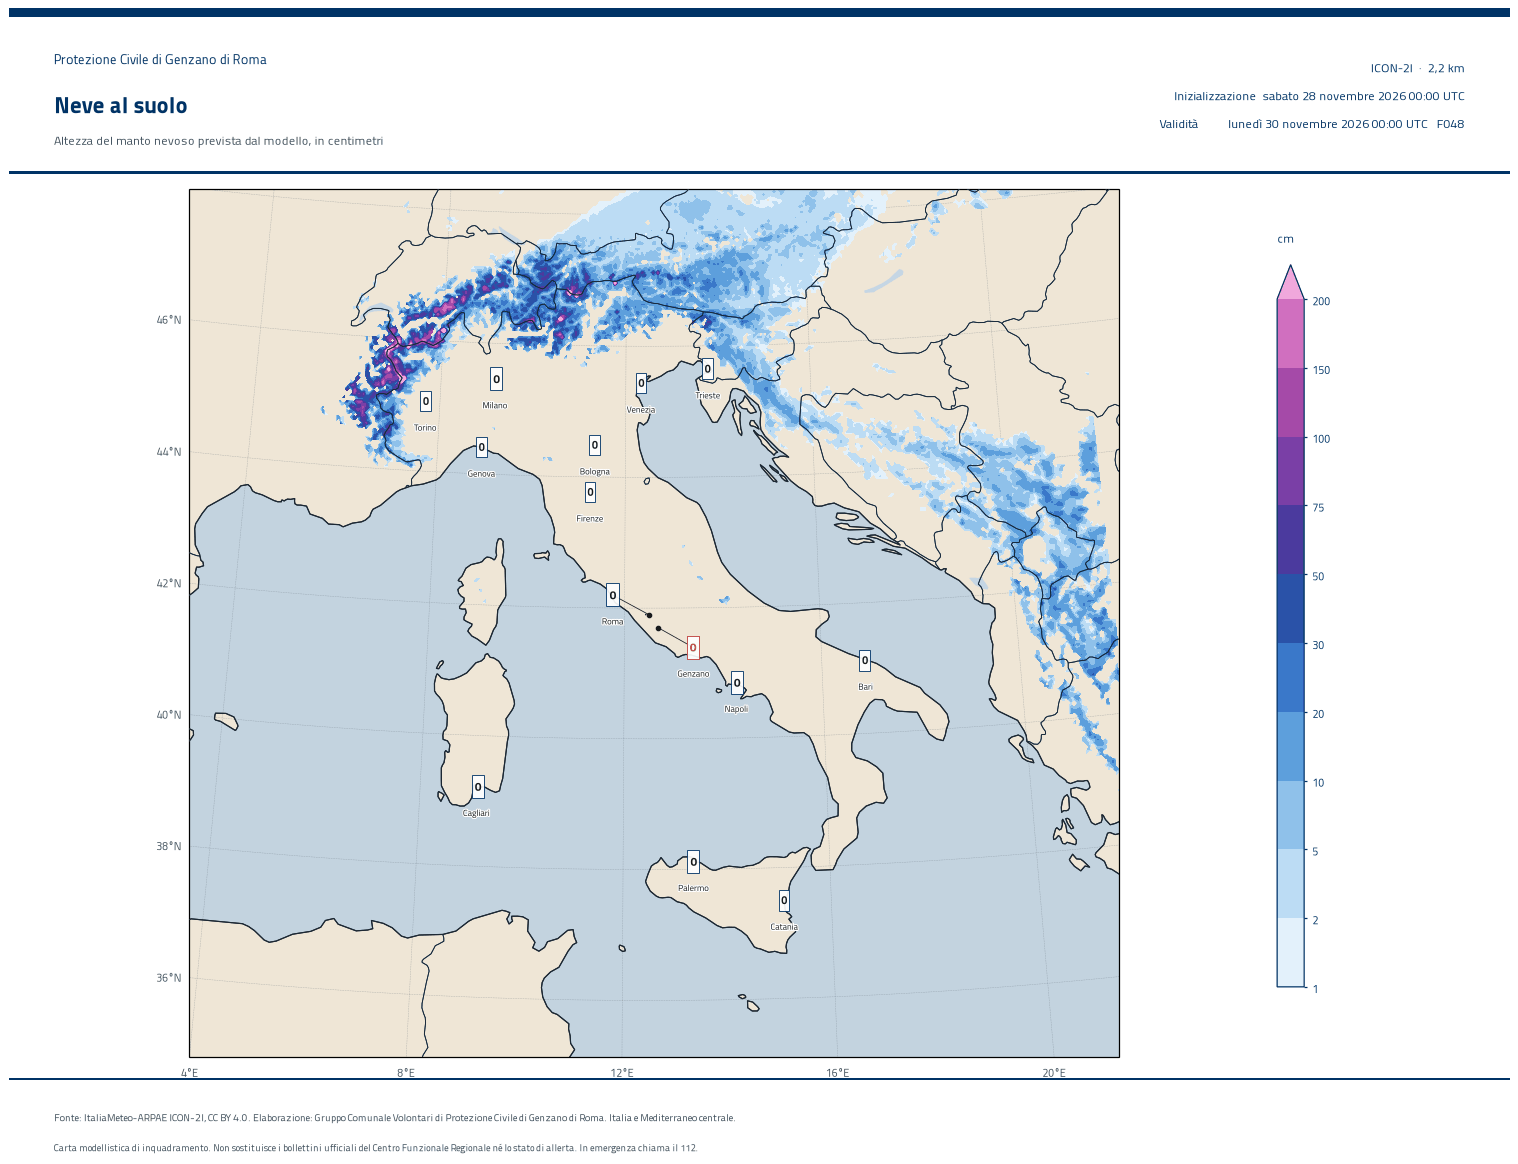 Protezione Civile di Genzano di Roma
Neve al suolo
Altezza del manto nevoso prevista dal modello, in centimetri
ICON-2I · 2,2 km
Inizializzazione sabato 28 novembre 2026 00:00 UTC
Validità lunedì 30 novembre 2026 00:00 UTC F048
cm
200
150
100
75
50
30
20
10
5
2
1
46°N
44°N
42°N
40°N
38°N
36°N
4°E
8°E
12°E
16°E
20°E
0
Milano
0
Torino
0
Venezia
0
Trieste
0
Genova
0
Bologna
0
Firenze
0
Roma
0
Genzano
0
Napoli
0
Bari
0
Cagliari
0
Palermo
0
Catania
Fonte: ItaliaMeteo-ARPAE ICON-2I, CC BY 4.0. Elaborazione: Gruppo Comunale Volontari di Protezione Civile di Genzano di Roma. Italia e Mediterraneo centrale.
Carta modellistica di inquadramento. Non sostituisce i bollettini ufficiali del Centro Funzionale Regionale né lo stato di allerta. In emergenza chiama il 112.